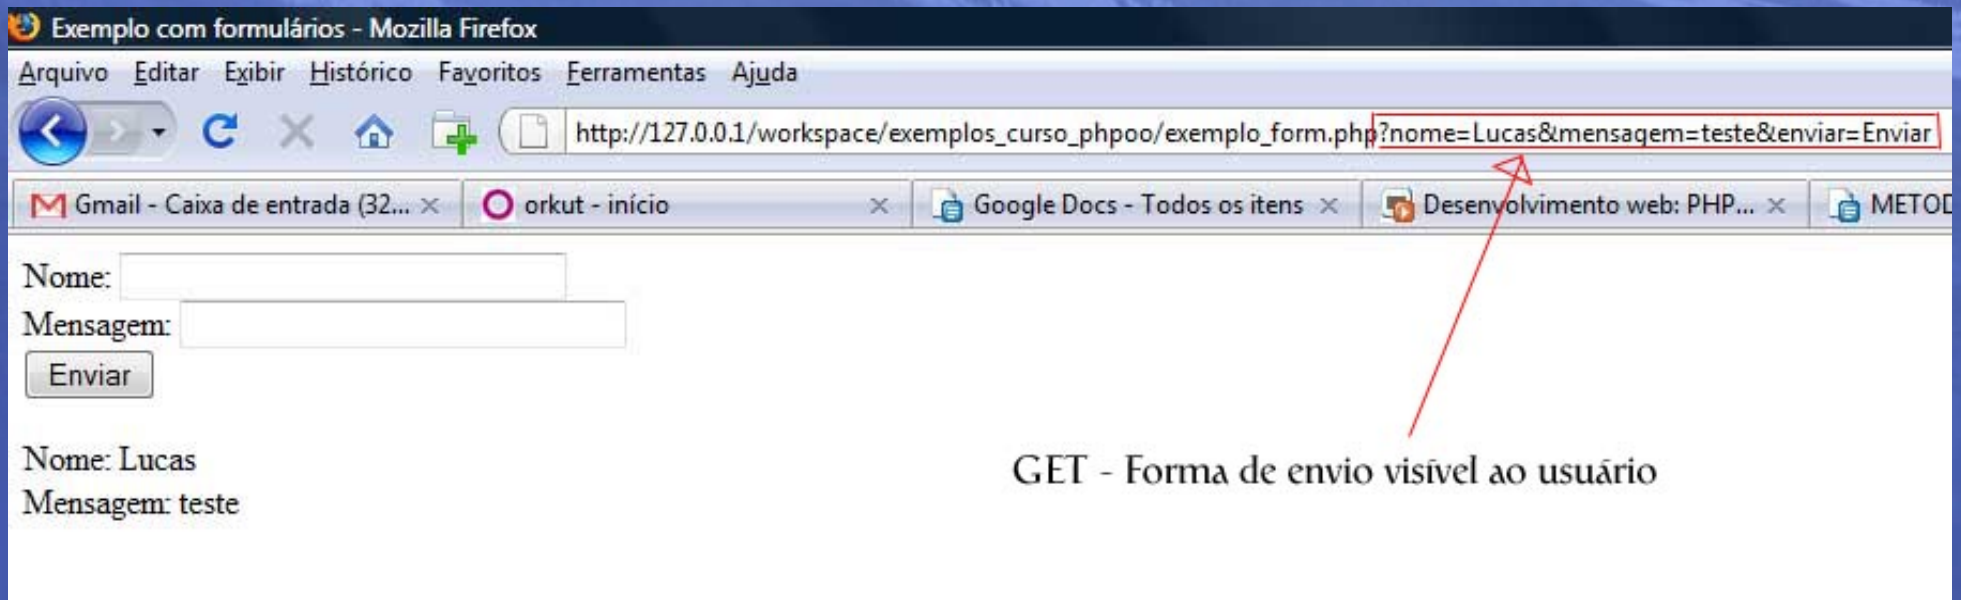 Exemplo com formulários - Mozilla Firefox
Arquivo Editar Exibir Histórico Favoritos Ferramentas Ajuda
http://127.0.0.1/workspace/exemplos_curso_phpoo/exemplo_form.php?nome=Lucas&mensagem=teste&enviar=Enviar
Gmail - Caixa de entrada (32... orkut - início Google Docs - Todos os itens Desenvolvimento web: PHP... METOD
Nome:
Mensagem:
Enviar
Nome: Lucas
Mensagem: teste
GET - Forma de envio visível ao usuário